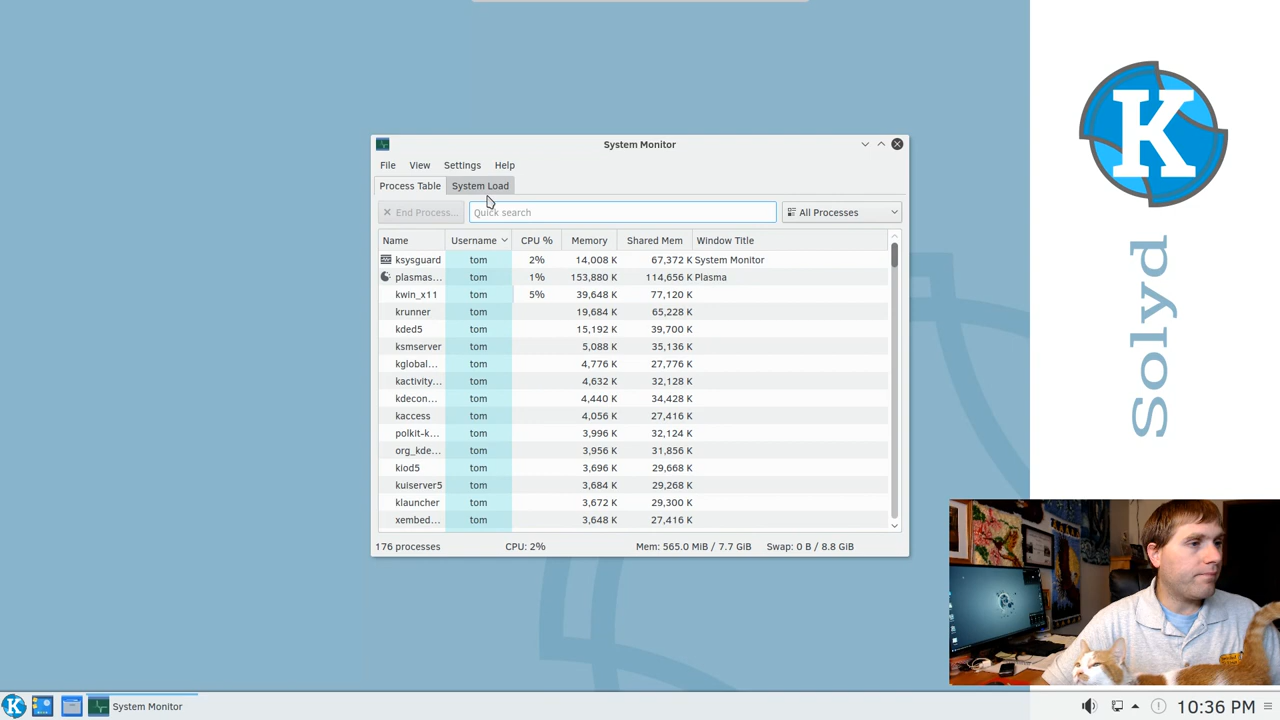 System Monitor
File View Settings Help
Process Table System Load
End Process... Quick search All Processes
Name Username CPU % Memory Shared Mem Window Title
ksysguard tom 2% 14,008 K 67,372 K System Monitor
plasmas... tom 1% 153,880 K 114,656 K Plasma
kwin_x11 tom 5% 39,648 K 77,120 K
krunner tom 19,684 K 65,228 K
kded5 tom 15,192 K 39,700 K
ksmserver tom 5,088 K 35,136 K
kglobal... tom 4,776 K 27,776 K
kactivity... tom 4,632 K 32,128 K
kdecon... tom 4,440 K 34,428 K
kaccess tom 4,056 K 27,416 K
polkit-k... tom 3,996 K 32,124 K
org_kde... tom 3,956 K 31,856 K
kiod5 tom 3,696 K 29,668 K
kuiserver5 tom 3,684 K 29,268 K
klauncher tom 3,672 K 29,300 K
xembed... tom 3,648 K 27,416 K
176 processes CPU: 2% Mem: 565.0 MiB / 7.7 GiB Swap: 0 B / 8.8 GiB
K
Solyd
K System Monitor 10:36 PM